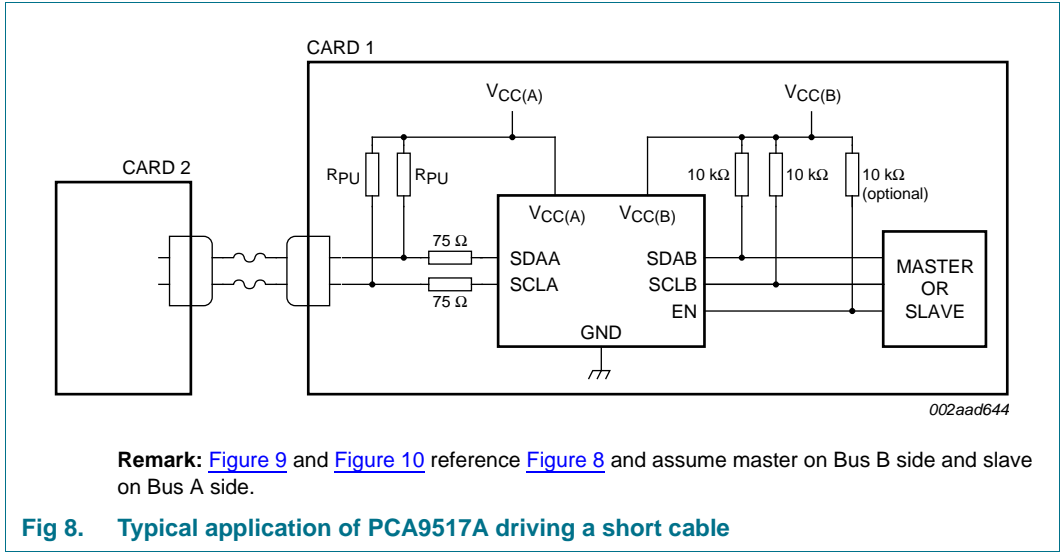 CARD 1
VCC(A)
VCC(B)
CARD 2
RPU
RPU
10 kΩ
10 kΩ
10 kΩ
(optional)
VCC(A)
VCC(B)
75 Ω
SDAA
SDAB
SCLA
SCLB
75 Ω
EN
GND
MASTER
OR
SLAVE
002aad644
Remark: Figure 9 and Figure 10 reference Figure 8 and assume master on Bus B side and slave
on Bus A side.
Fig 8. Typical application of PCA9517A driving a short cable